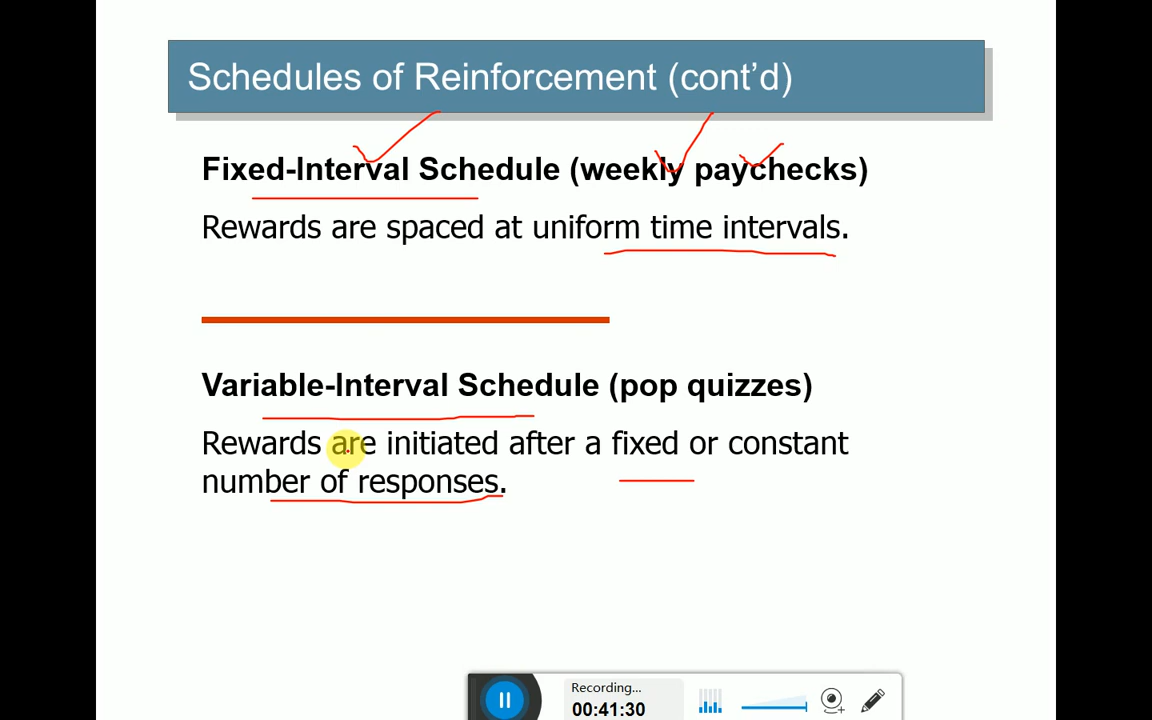 Schedules of Reinforcement (cont’d)
Fixed-Interval Schedule (weekly paychecks)
Rewards are spaced at uniform time intervals.
Variable-Interval Schedule (pop quizzes)
Rewards are initiated after a fixed or constant
number of responses.
Recording...
00:41:30